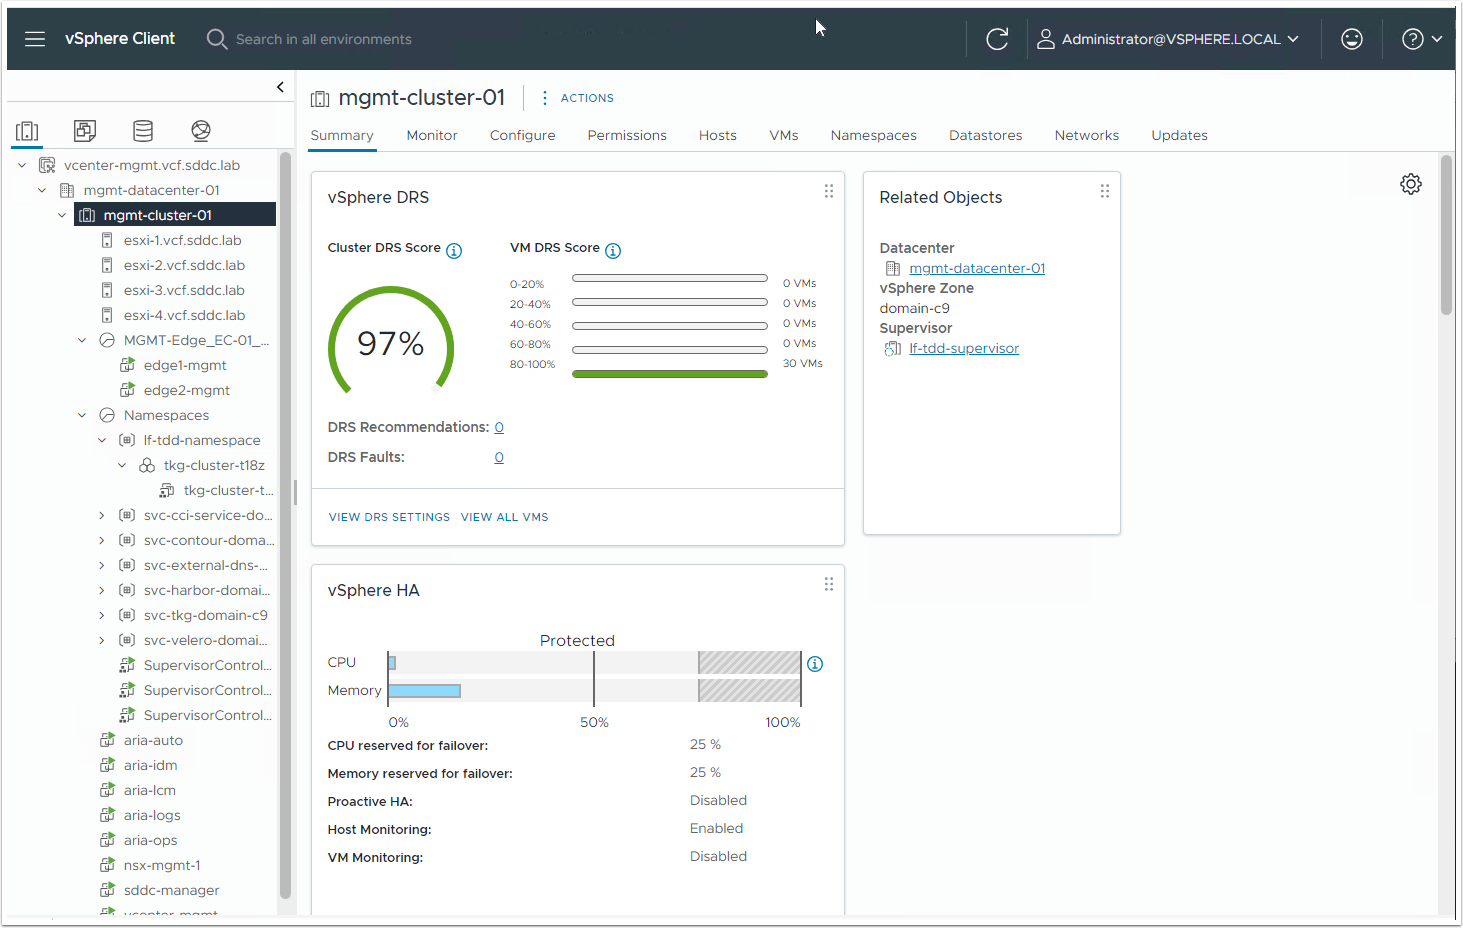 vSphere Client
Search in all environments
Administrator@VSPHERE.LOCAL
mgmt-cluster-01
ACTIONS
Summary Monitor Configure Permissions Hosts VMs Namespaces Datastores Networks Updates
vcenter-mgmt.vcf.sddc.lab
mgmt-datacenter-01
mgmt-cluster-01
esxi-1.vcf.sddc.lab
esxi-2.vcf.sddc.lab
esxi-3.vcf.sddc.lab
esxi-4.vcf.sddc.lab
MGMT-Edge_EC-01_...
edge1-mgmt
edge2-mgmt
Namespaces
lf-tdd-namespace
tkg-cluster-t18z
tkg-cluster-t...
svc-cci-service-do...
svc-contour-doma...
svc-external-dns-...
svc-harbor-domai...
svc-tkg-domain-c9
svc-velero-domai...
SupervisorControl...
SupervisorControl...
SupervisorControl...
aria-auto
aria-idm
aria-lcm
aria-logs
aria-ops
nsx-mgmt-1
sddc-manager
vcenter-mgmt
vSphere DRS
Cluster DRS Score
97%
VM DRS Score
0-20% 0 VMs
20-40% 0 VMs
40-60% 0 VMs
60-80% 0 VMs
80-100% 30 VMs
DRS Recommendations: 0
DRS Faults: 0
VIEW DRS SETTINGS VIEW ALL VMS
Related Objects
Datacenter
mgmt-datacenter-01
vSphere Zone
domain-c9
Supervisor
lf-tdd-supervisor
vSphere HA
Protected
CPU
Memory
0% 50% 100%
CPU reserved for failover: 25 %
Memory reserved for failover: 25 %
Proactive HA: Disabled
Host Monitoring: Enabled
VM Monitoring: Disabled